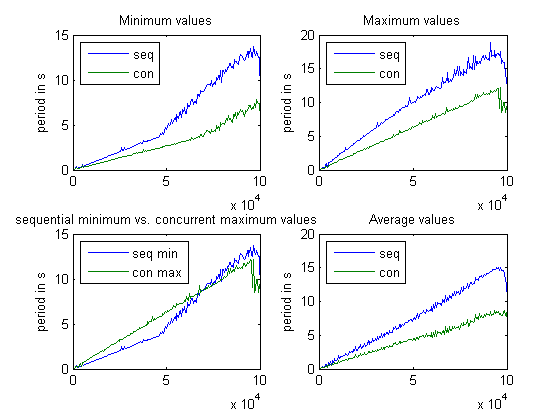 Minimum values
15
10
5
0
period in s
seq
con
0
5
10
x 10^4
Maximum values
20
15
10
5
0
period in s
seq
con
0
5
10
x 10^4
sequential minimum vs. concurrent maximum values
15
10
5
0
period in s
seq min
con max
0
5
10
x 10^4
Average values
20
15
10
5
0
period in s
seq
con
0
5
10
x 10^4